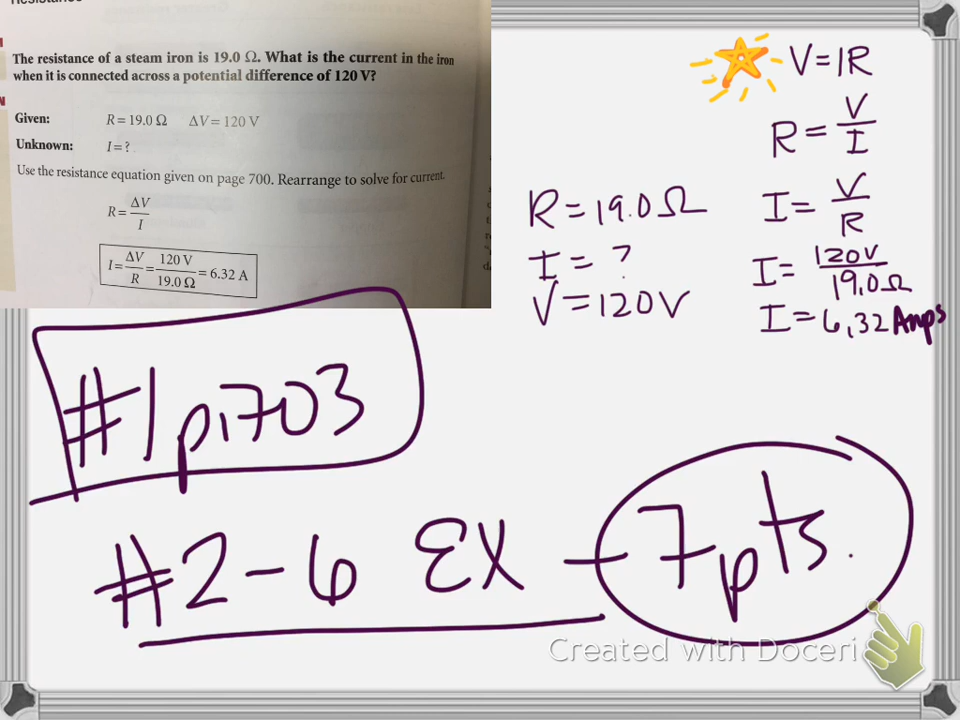 The resistance of a steam iron is 19.0 Ω. What is the current in the iron
when it is connected across a potential difference of 120 V?
Given: R = 19.0 Ω ΔV = 120 V
Unknown: I = ?
Use the resistance equation given on page 700. Rearrange to solve for current.
R = ΔV / I
I = ΔV / R = 120 V / 19.0 Ω = 6.32 A
V = IR
R = V / I
R = 19.0 Ω
I = ?
V = 120 V
I = V / R
I = 120V / 19.0 Ω
I = 6.32 Amps
#1 p.703
#2-6 EX - 7pts.
Created with Doceri